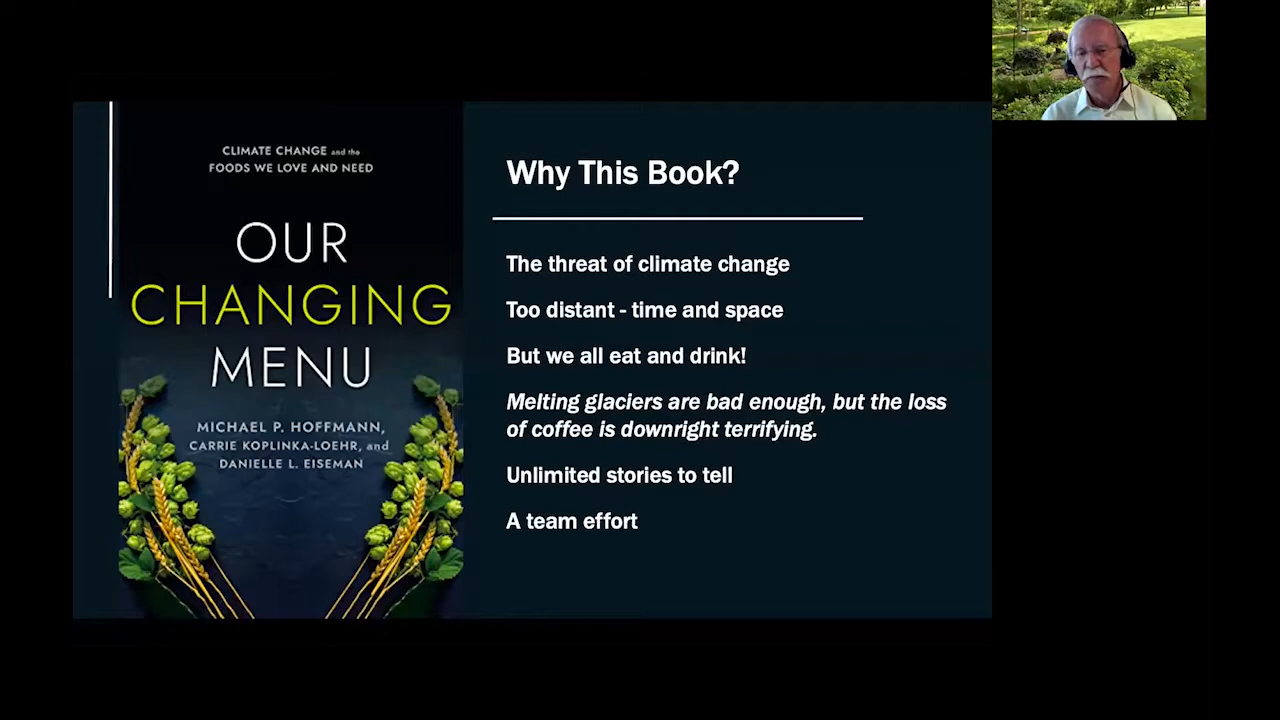 CLIMATE CHANGE and the
FOODS WE LOVE AND NEED
OUR
CHANGING
MENU
MICHAEL P. HOFFMANN,
CARRIE KOPLINKA-LOEHR, and
DANIELLE L. EISEMAN
Why This Book?
The threat of climate change
Too distant - time and space
But we all eat and drink!
Melting glaciers are bad enough, but the loss
of coffee is downright terrifying.
Unlimited stories to tell
A team effort